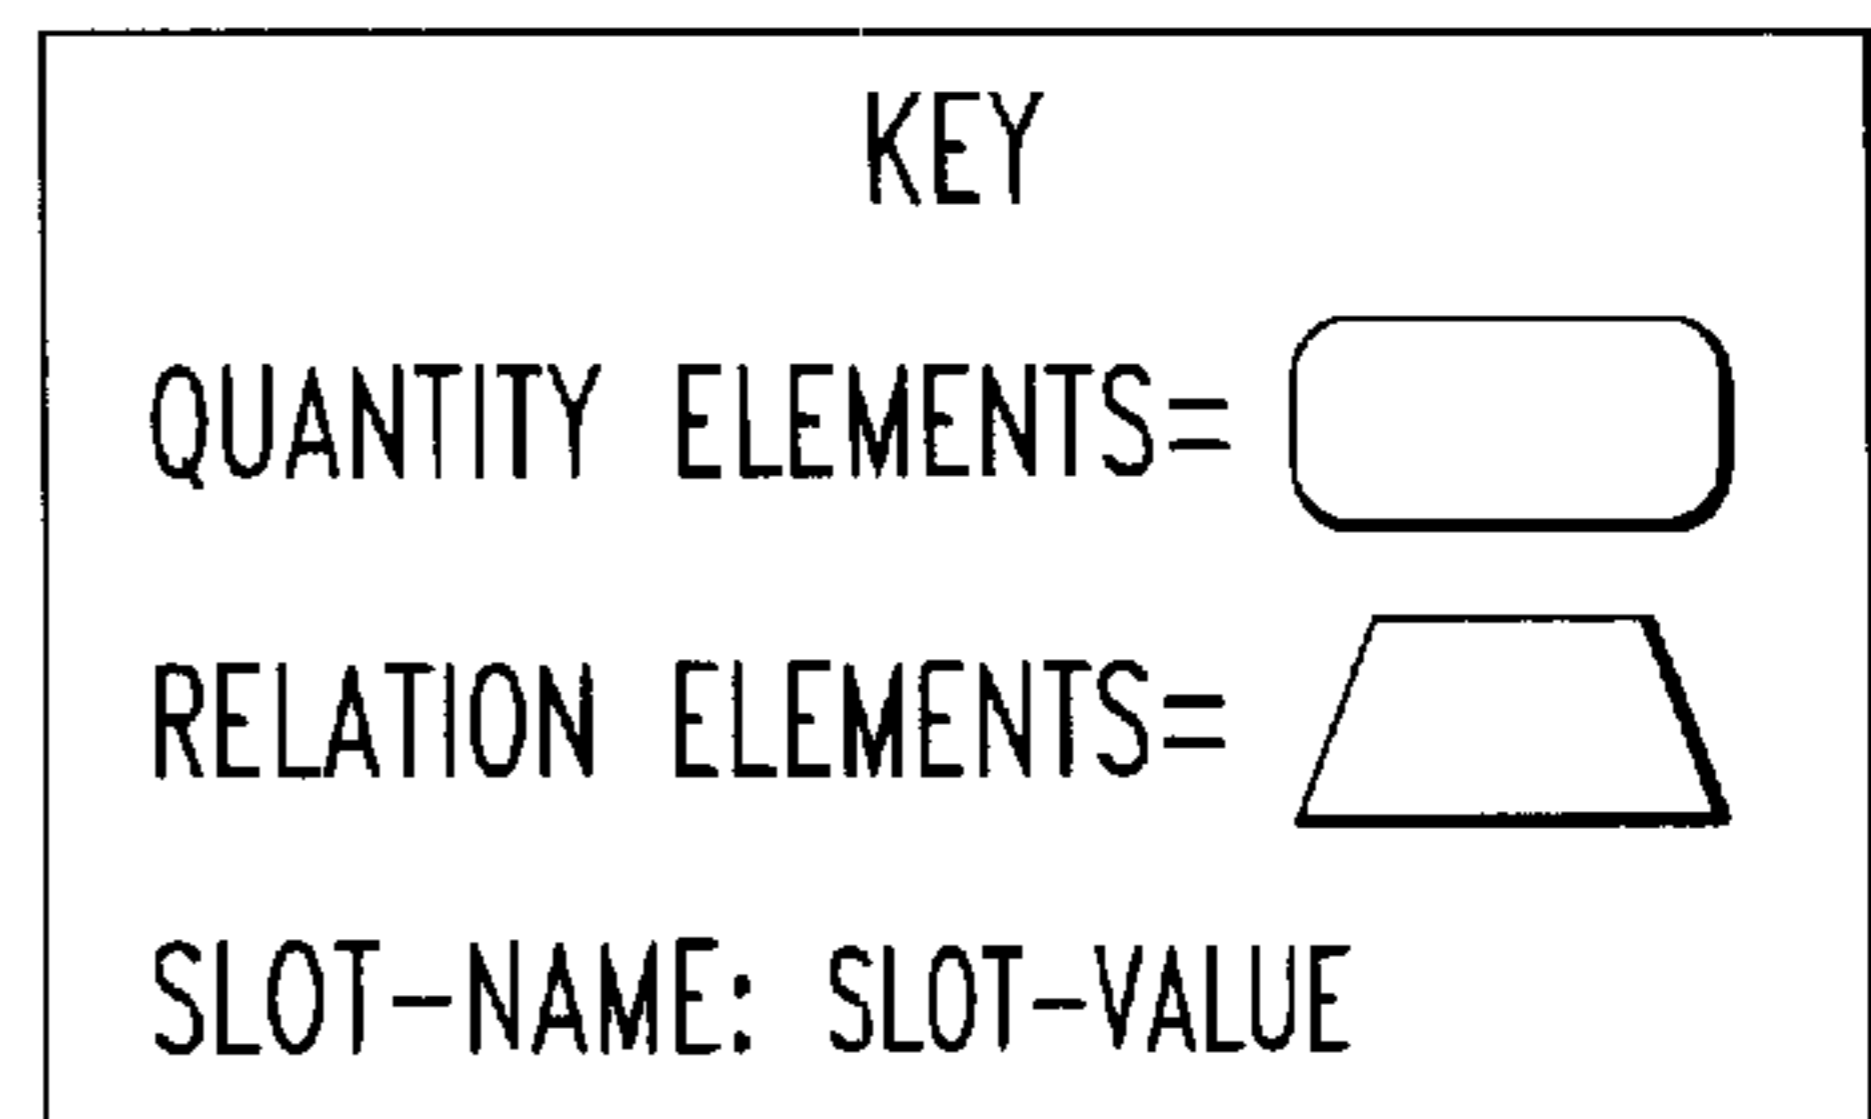 KEY
QUANTITY ELEMENTS=
RELATION ELEMENTS=
SLOT-NAME: SLOT-VALUE